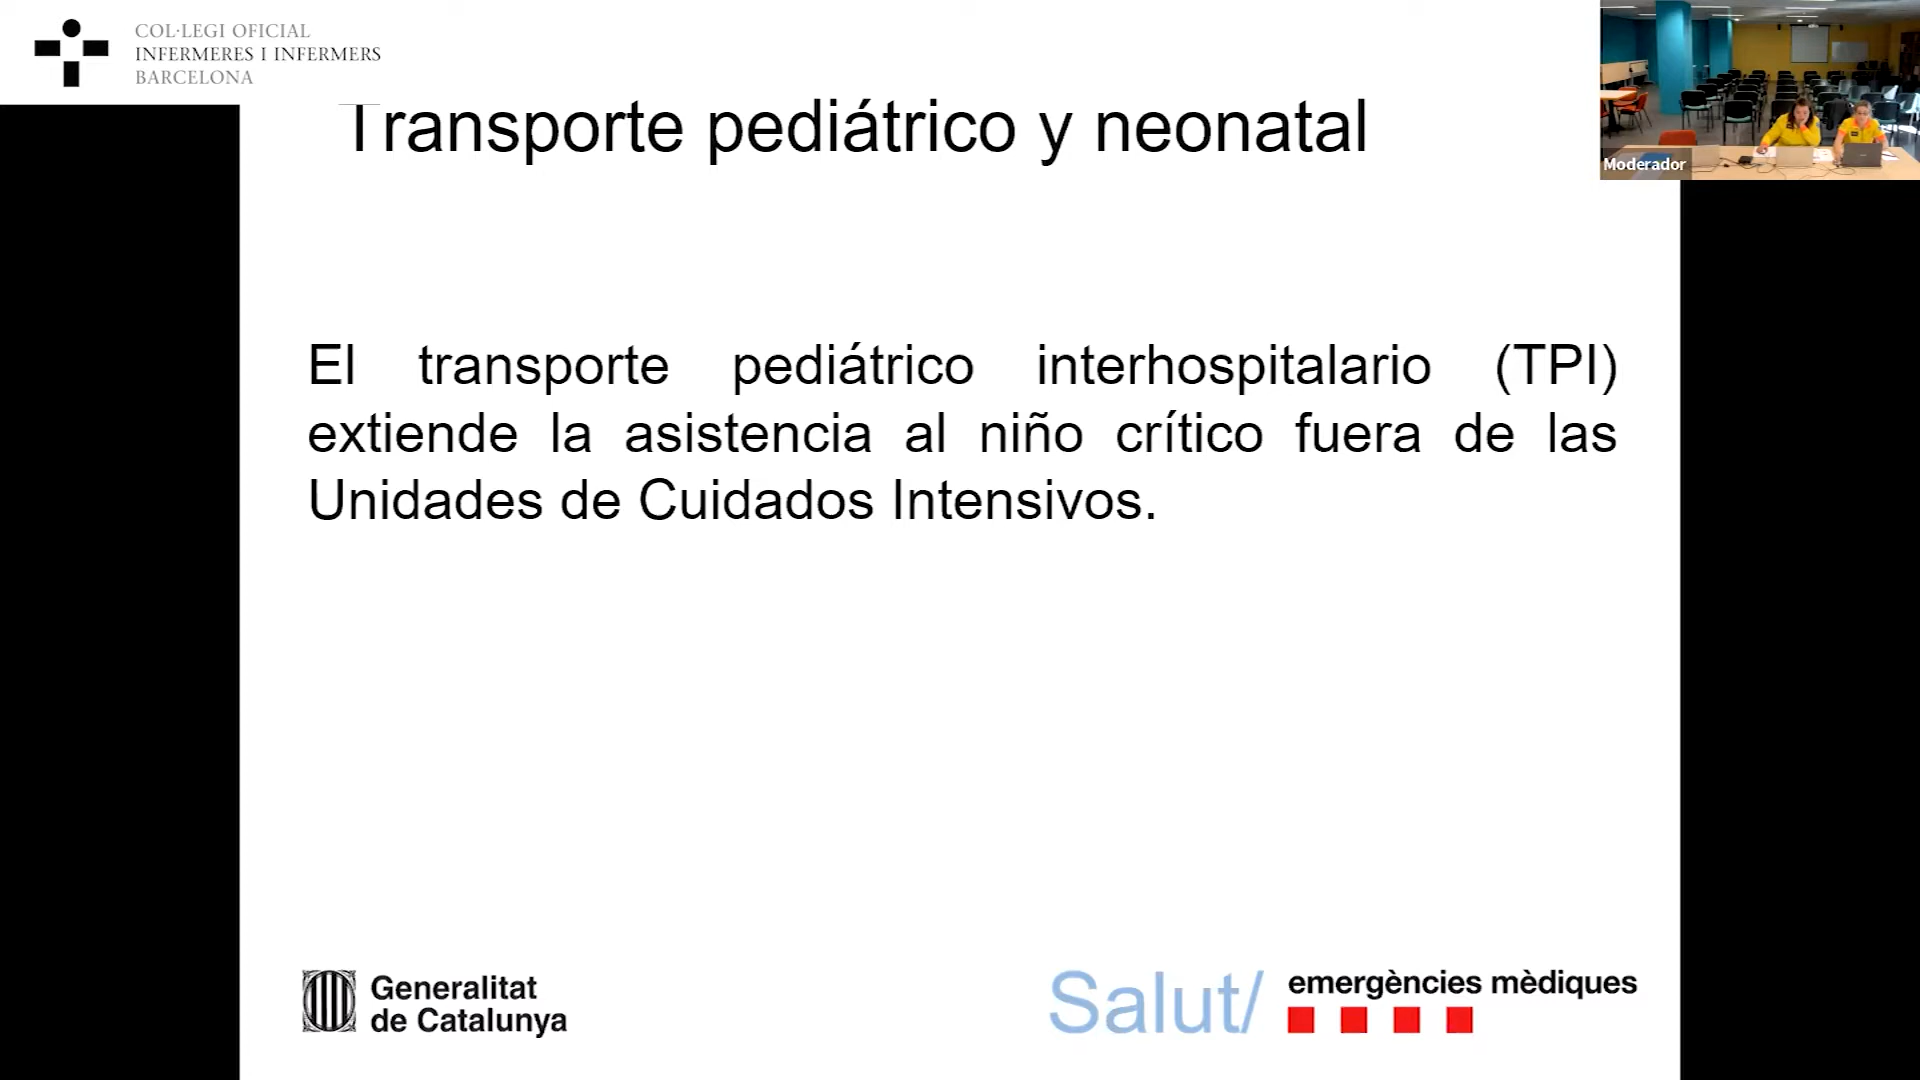 COL·LEGI OFICIAL
INFERMERES I INFERMERS
BARCELONA
Moderador
Transporte pediátrico y neonatal
El transporte pediátrico interhospitalario (TPI)
extiende la asistencia al niño crítico fuera de las
Unidades de Cuidados Intensivos.
Generalitat
de Catalunya
Salut/
emergències mèdiques